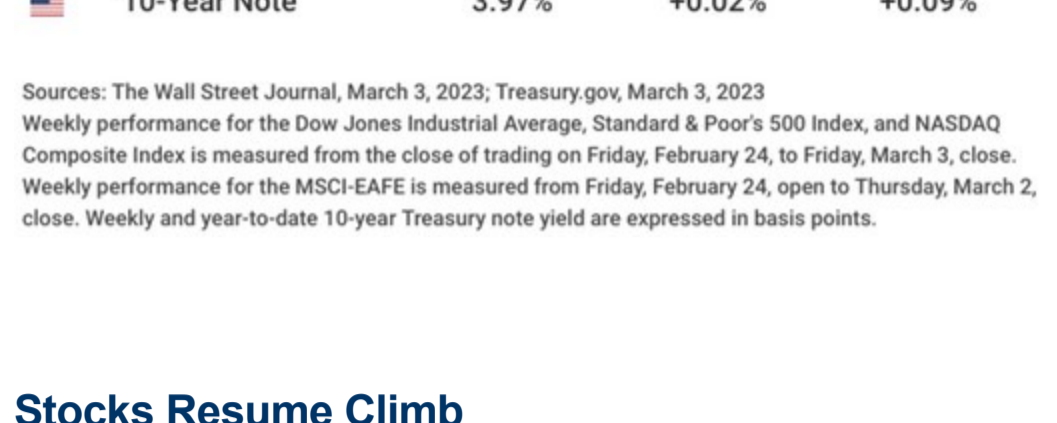 10-Year Note 3.97% +0.02% +0.09%
Sources: The Wall Street Journal, March 3, 2023; Treasury.gov, March 3, 2023
Weekly performance for the Dow Jones Industrial Average, Standard & Poor's 500 Index, and NASDAQ
Composite Index is measured from the close of trading on Friday, February 24, to Friday, March 3, close.
Weekly performance for the MSCI-EAFE is measured from Friday, February 24, open to Thursday, March 2,
close. Weekly and year-to-date 10-year Treasury note yield are expressed in basis points.
Stocks Resume Climb